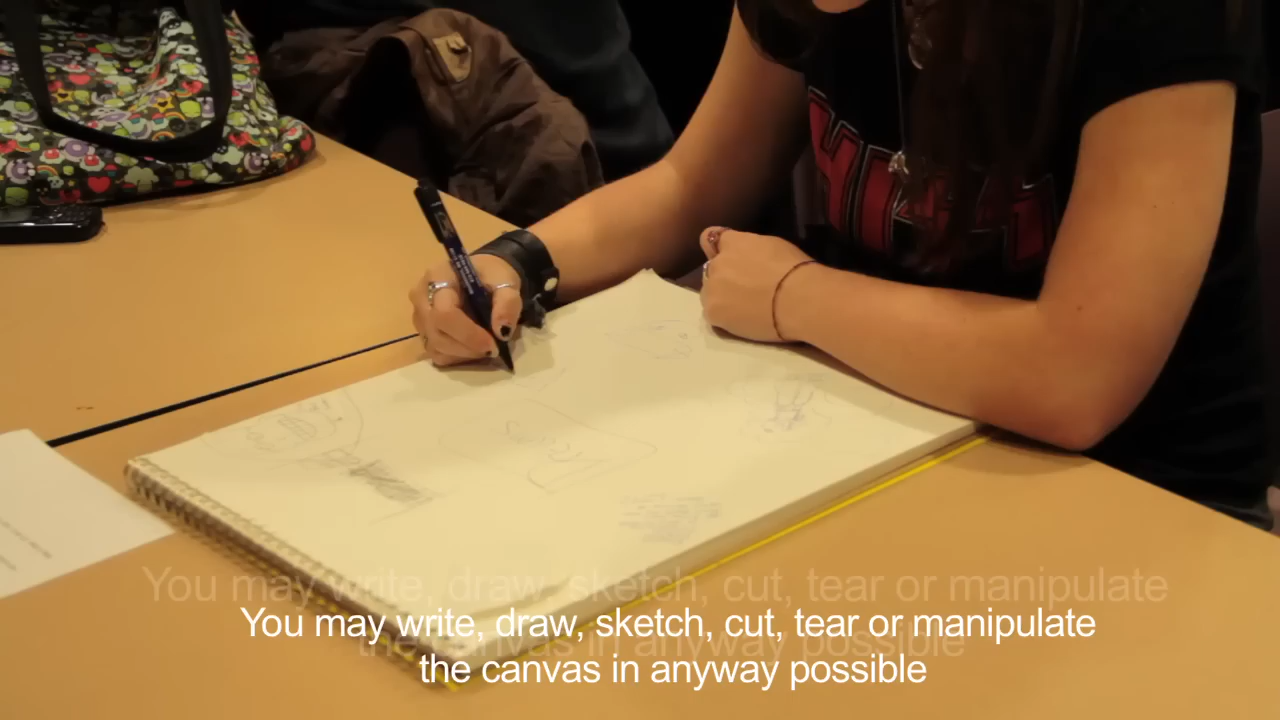 You may write, draw, sketch, cut, tear or manipulate
the canvas in anyway possible